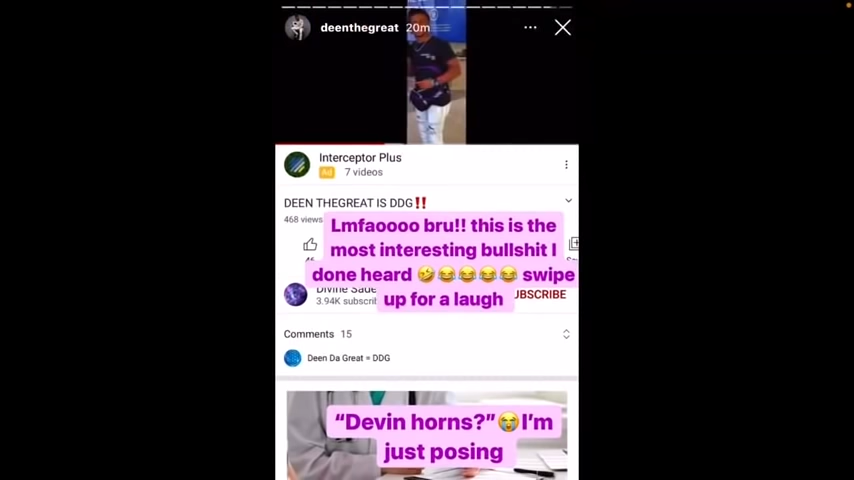 deenthegreat 20m
Interceptor Plus
Ad 7 videos
DEEN THEGREAT IS DDG‼️
468 views
Lmfaoooo bru!! this is the
most interesting bullshit I
done heard 🤣😂😂😂😂 swipe
up for a laugh
Divine Sade
3.94K
Comments 15
Deen Da Great = DDG
“Devin horns?”😭I’m
just posing